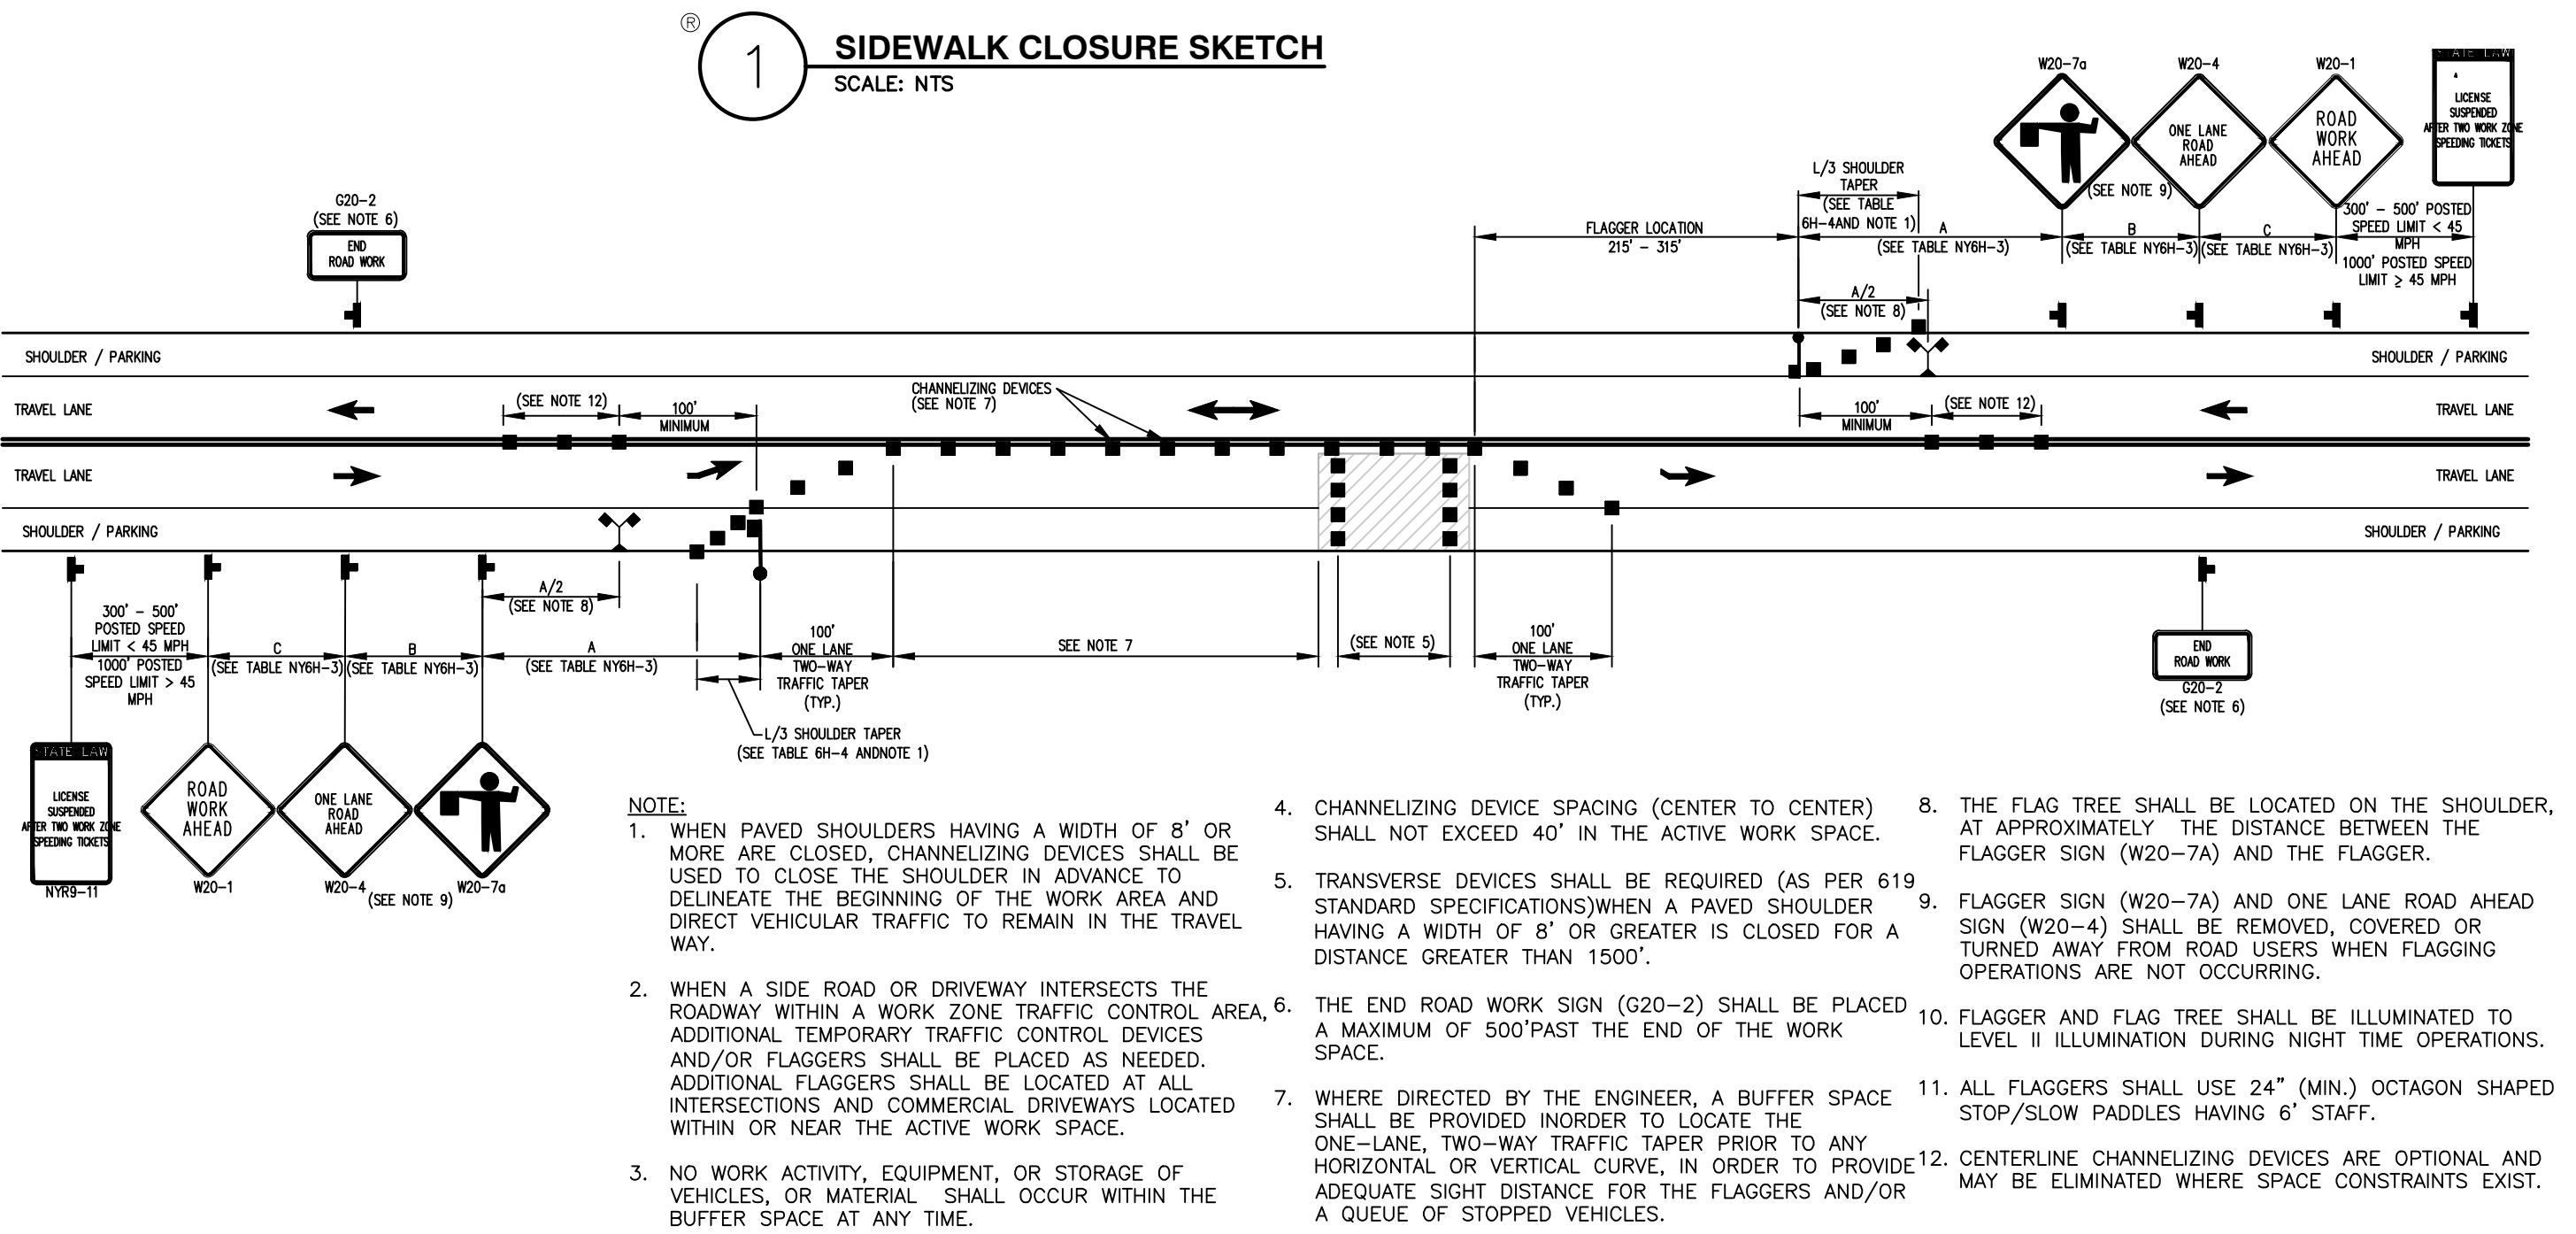 ®
1
SIDEWALK CLOSURE SKETCH
SCALE: NTS
W20-7a
W20-4
W20-1
STATE LAW
LICENSE
SUSPENDED
AFTER TWO WORK ZONE
SPEEDING TICKETS
ONE LANE
ROAD
AHEAD
ROAD
WORK
AHEAD
(SEE NOTE 9)
L/3 SHOULDER
TAPER
(SEE TABLE
6H-4AND NOTE 1)
G20-2
(SEE NOTE 6)
END
ROAD WORK
FLAGGER LOCATION
215' - 315'
A
(SEE TABLE NY6H-3)
B
(SEE TABLE NY6H-3)
C
(SEE TABLE NY6H-3)
300' - 500' POSTED
SPEED LIMIT < 45
MPH
1000' POSTED SPEED
LIMIT ≥ 45 MPH
A/2
(SEE NOTE 8)
SHOULDER / PARKING
SHOULDER / PARKING
TRAVEL LANE
(SEE NOTE 12)
100'
MINIMUM
CHANNELIZING DEVICES
(SEE NOTE 7)
100'
MINIMUM
(SEE NOTE 12)
TRAVEL LANE
TRAVEL LANE
TRAVEL LANE
SHOULDER / PARKING
SHOULDER / PARKING
300' - 500'
POSTED SPEED
LIMIT < 45 MPH
1000' POSTED
SPEED LIMIT > 45
MPH
C
(SEE TABLE NY6H-3)
B
(SEE TABLE NY6H-3)
A/2
(SEE NOTE 8)
A
(SEE TABLE NY6H-3)
100'
ONE LANE
TWO-WAY
TRAFFIC TAPER
(TYP.)
SEE NOTE 7
(SEE NOTE 5)
100'
ONE LANE
TWO-WAY
TRAFFIC TAPER
(TYP.)
END
ROAD WORK
G20-2
(SEE NOTE 6)
L/3 SHOULDER TAPER
(SEE TABLE 6H-4 ANDNOTE 1)
STATE LAW
LICENSE
SUSPENDED
AFTER TWO WORK ZONE
SPEEDING TICKETS
NYR9-11
ROAD
WORK
AHEAD
W20-1
ONE LANE
ROAD
AHEAD
W20-4
(SEE NOTE 9)
W20-7a
NOTE:
1. WHEN PAVED SHOULDERS HAVING A WIDTH OF 8' OR
MORE ARE CLOSED, CHANNELIZING DEVICES SHALL BE
USED TO CLOSE THE SHOULDER IN ADVANCE TO
DELINEATE THE BEGINNING OF THE WORK AREA AND
DIRECT VEHICULAR TRAFFIC TO REMAIN IN THE TRAVEL
WAY.
2. WHEN A SIDE ROAD OR DRIVEWAY INTERSECTS THE
ROADWAY WITHIN A WORK ZONE TRAFFIC CONTROL AREA,
ADDITIONAL TEMPORARY TRAFFIC CONTROL DEVICES
AND/OR FLAGGERS SHALL BE PLACED AS NEEDED.
ADDITIONAL FLAGGERS SHALL BE LOCATED AT ALL
INTERSECTIONS AND COMMERCIAL DRIVEWAYS LOCATED
WITHIN OR NEAR THE ACTIVE WORK SPACE.
3. NO WORK ACTIVITY, EQUIPMENT, OR STORAGE OF
VEHICLES, OR MATERIAL SHALL OCCUR WITHIN THE
BUFFER SPACE AT ANY TIME.
4. CHANNELIZING DEVICE SPACING (CENTER TO CENTER)
SHALL NOT EXCEED 40' IN THE ACTIVE WORK SPACE.
5. TRANSVERSE DEVICES SHALL BE REQUIRED (AS PER 619
STANDARD SPECIFICATIONS)WHEN A PAVED SHOULDER
HAVING A WIDTH OF 8' OR GREATER IS CLOSED FOR A
DISTANCE GREATER THAN 1500'.
6. THE END ROAD WORK SIGN (G20-2) SHALL BE PLACED
A MAXIMUM OF 500'PAST THE END OF THE WORK
SPACE.
7. WHERE DIRECTED BY THE ENGINEER, A BUFFER SPACE
SHALL BE PROVIDED INORDER TO LOCATE THE
ONE-LANE, TWO-WAY TRAFFIC TAPER PRIOR TO ANY
HORIZONTAL OR VERTICAL CURVE, IN ORDER TO PROVIDE
ADEQUATE SIGHT DISTANCE FOR THE FLAGGERS AND/OR
A QUEUE OF STOPPED VEHICLES.
8. THE FLAG TREE SHALL BE LOCATED ON THE SHOULDER,
AT APPROXIMATELY THE DISTANCE BETWEEN THE
FLAGGER SIGN (W20-7A) AND THE FLAGGER.
9. FLAGGER SIGN (W20-7A) AND ONE LANE ROAD AHEAD
SIGN (W20-4) SHALL BE REMOVED, COVERED OR
TURNED AWAY FROM ROAD USERS WHEN FLAGGING
OPERATIONS ARE NOT OCCURRING.
10. FLAGGER AND FLAG TREE SHALL BE ILLUMINATED TO
LEVEL II ILLUMINATION DURING NIGHT TIME OPERATIONS.
11. ALL FLAGGERS SHALL USE 24" (MIN.) OCTAGON SHAPED
STOP/SLOW PADDLES HAVING 6' STAFF.
12. CENTERLINE CHANNELIZING DEVICES ARE OPTIONAL AND
MAY BE ELIMINATED WHERE SPACE CONSTRAINTS EXIST.